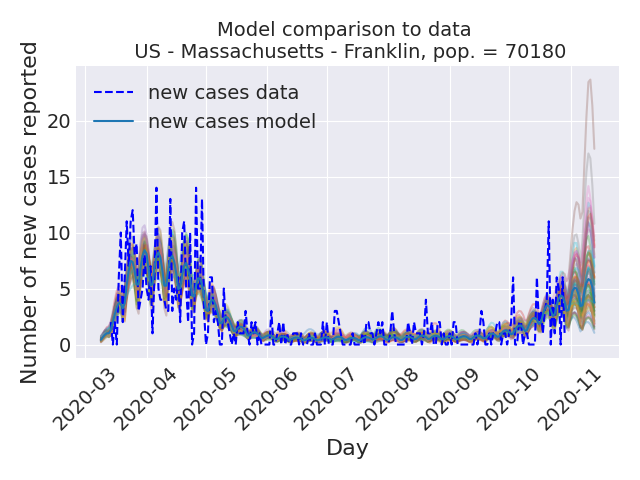 Model comparison to data
US - Massachusetts - Franklin, pop. = 70180
Number of new cases reported
new cases data
new cases model
20
15
10
5
0
2020-03
2020-04
2020-05
2020-06
2020-07
2020-08
2020-09
2020-10
2020-11
Day